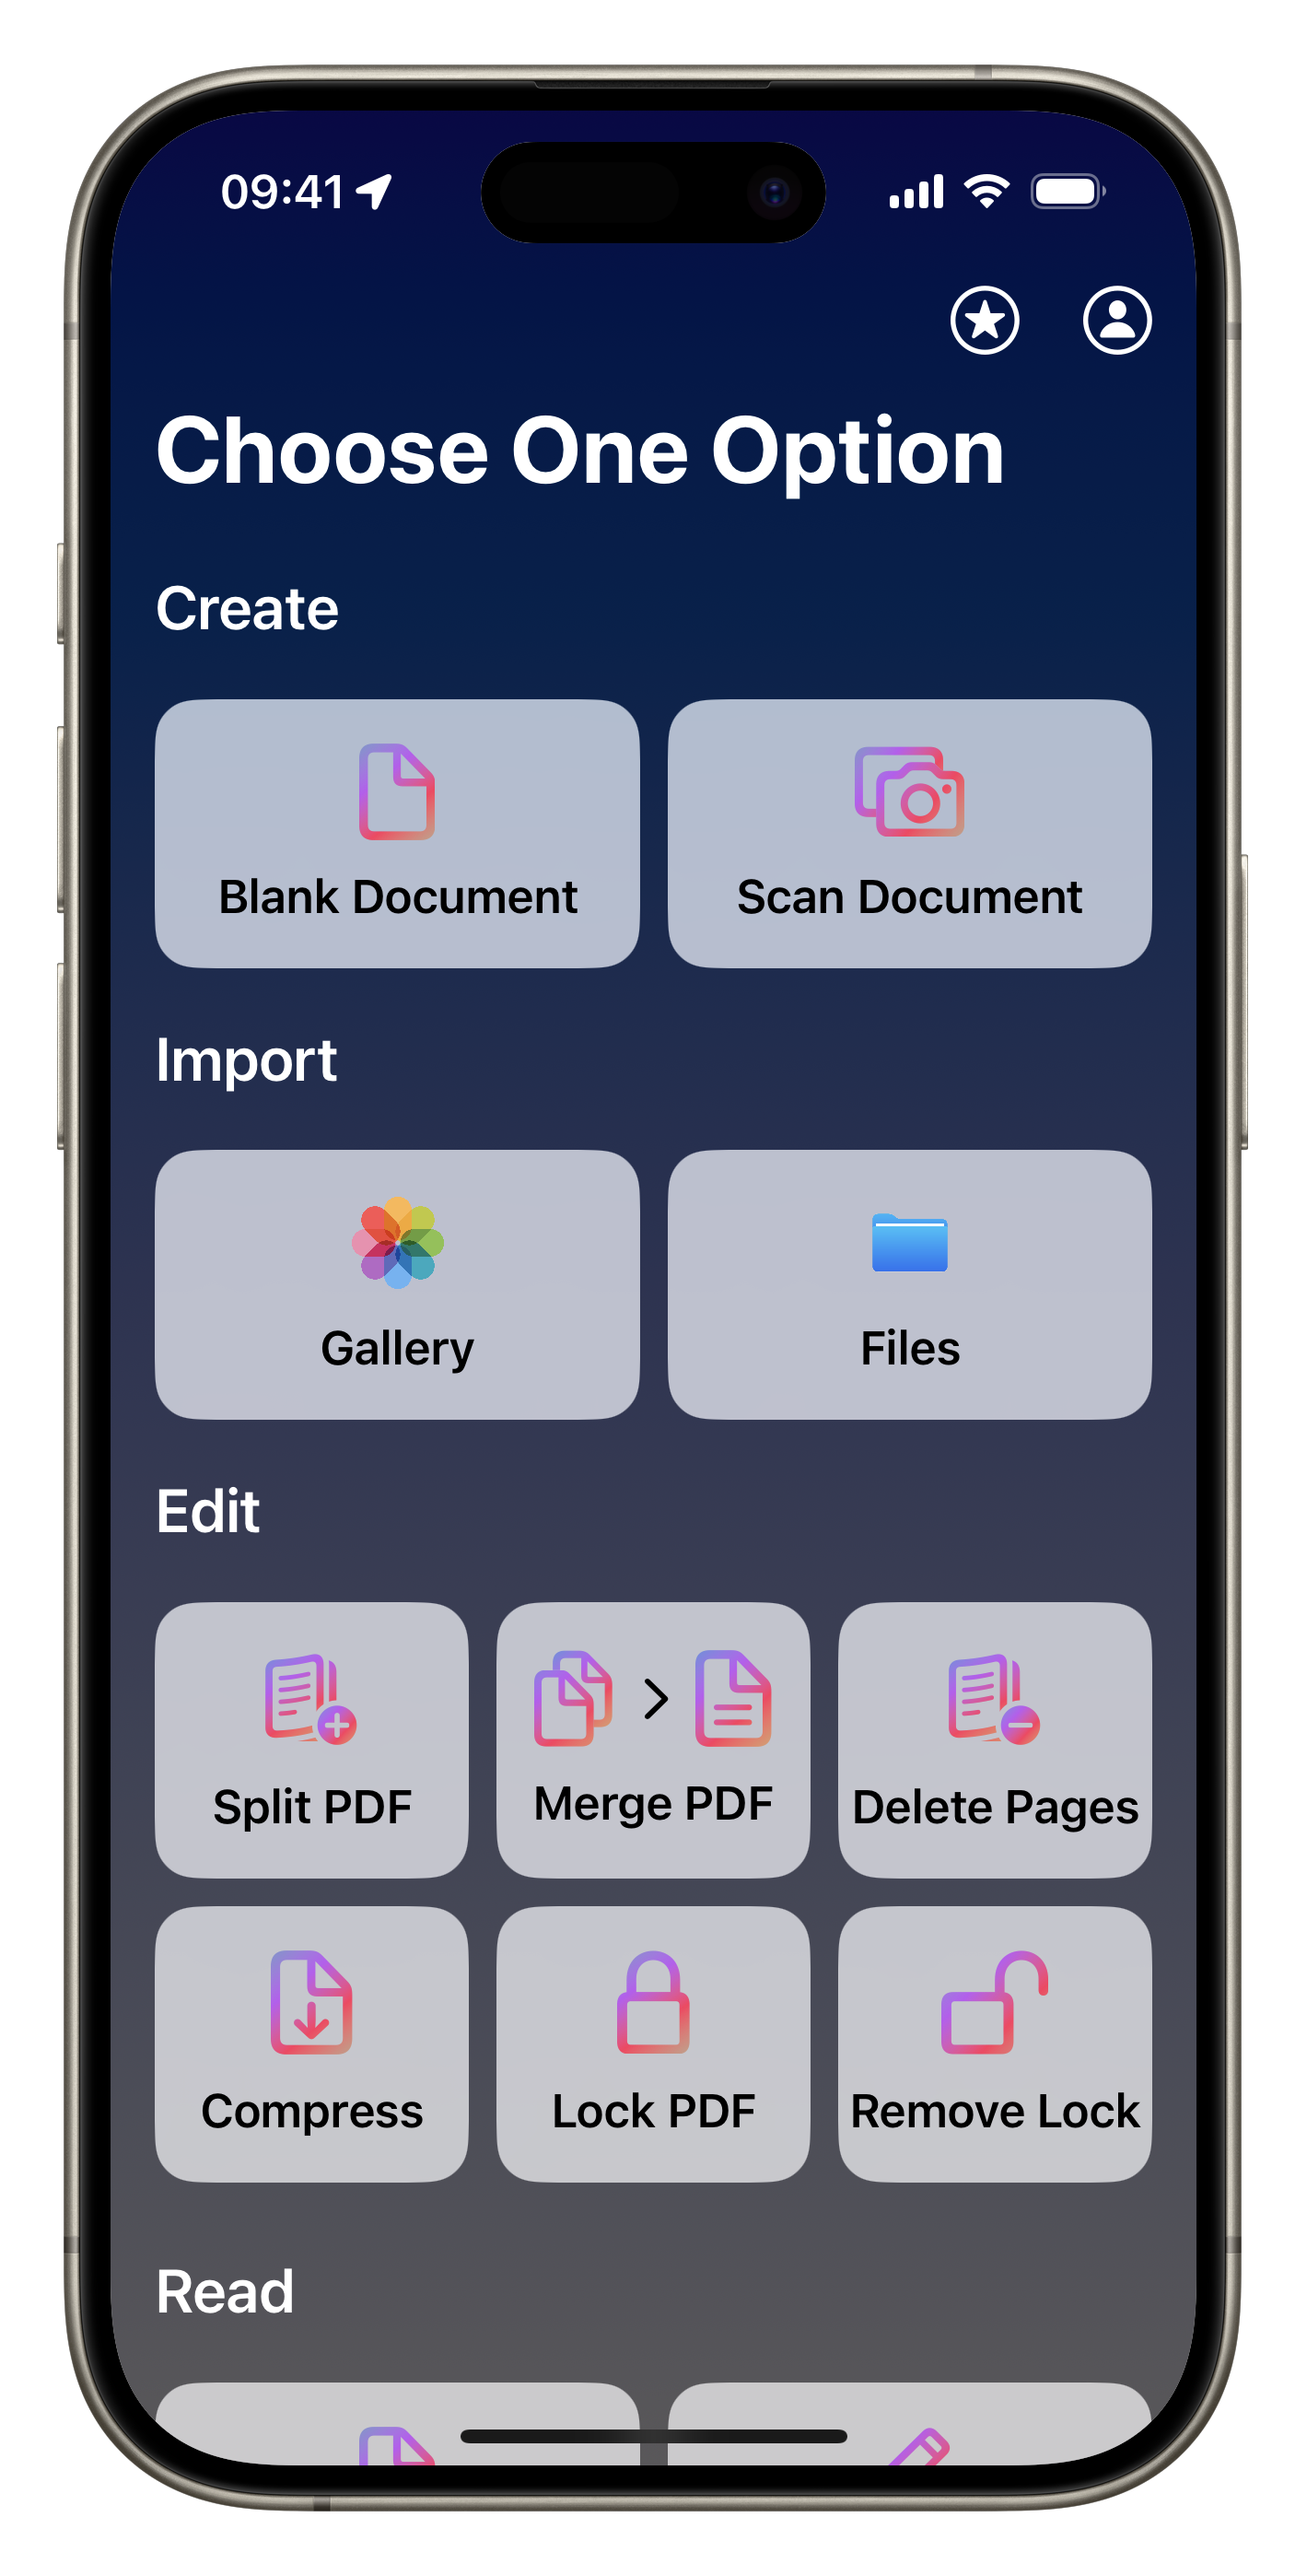 09:41
Choose One Option
Create
Blank Document
Scan Document
Import
Gallery
Files
Edit
Split PDF
Merge PDF
Delete Pages
Compress
Lock PDF
Remove Lock
Read